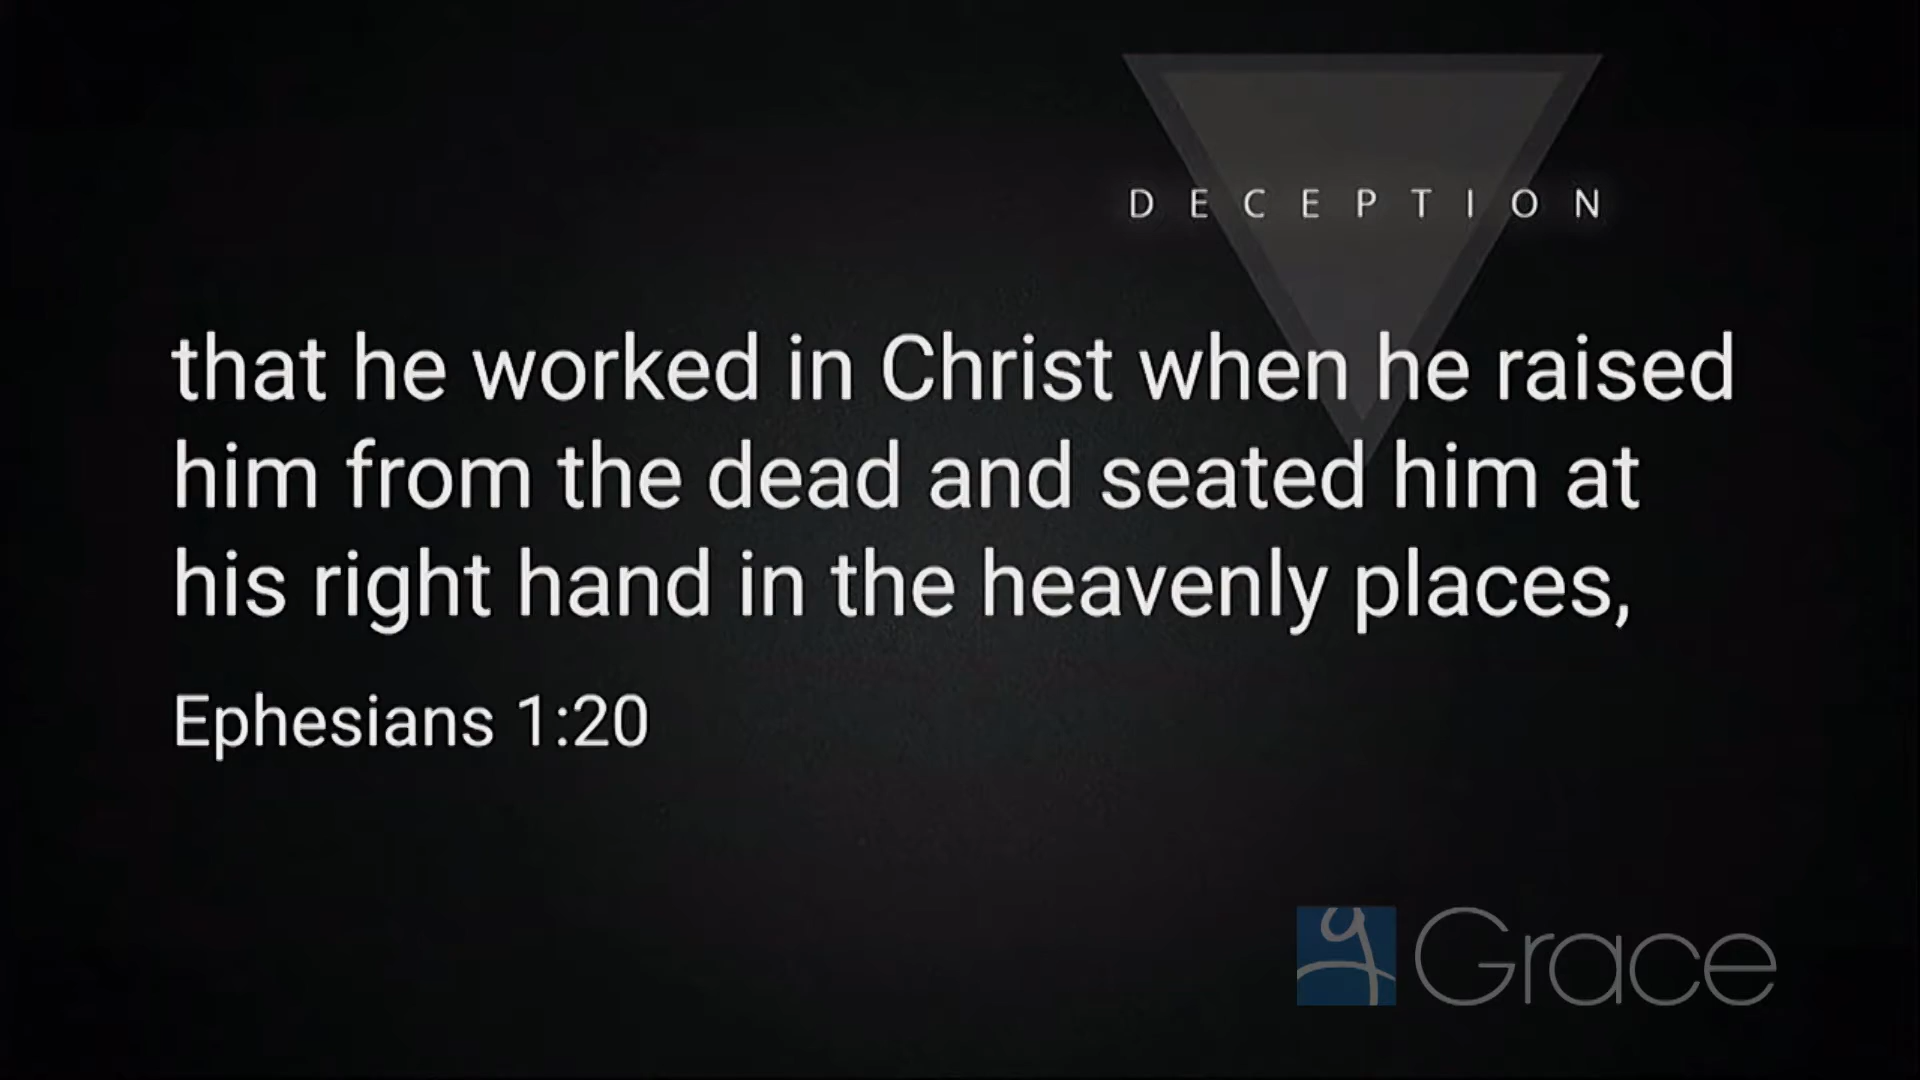 DECEPTION
that he worked in Christ when he raised
him from the dead and seated him at
his right hand in the heavenly places,
Ephesians 1:20
g Grace